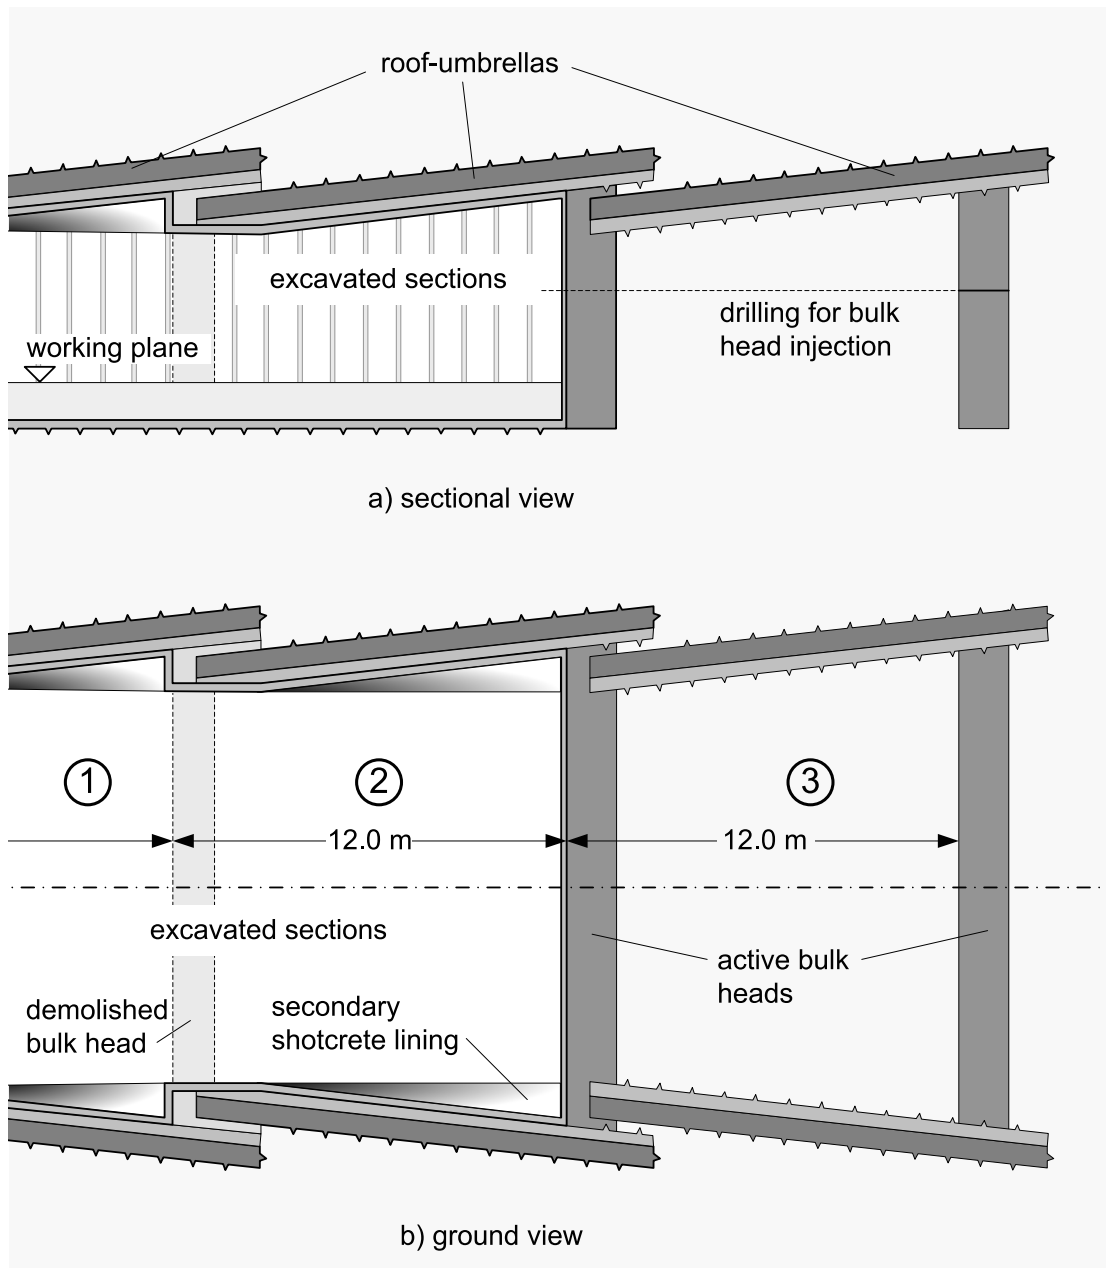 roof-umbrellas
excavated sections
drilling for bulk
head injection
working plane
a) sectional view
1
2
3
12.0 m
12.0 m
excavated sections
active bulk
heads
demolished
bulk head
secondary
shotcrete lining
b) ground view